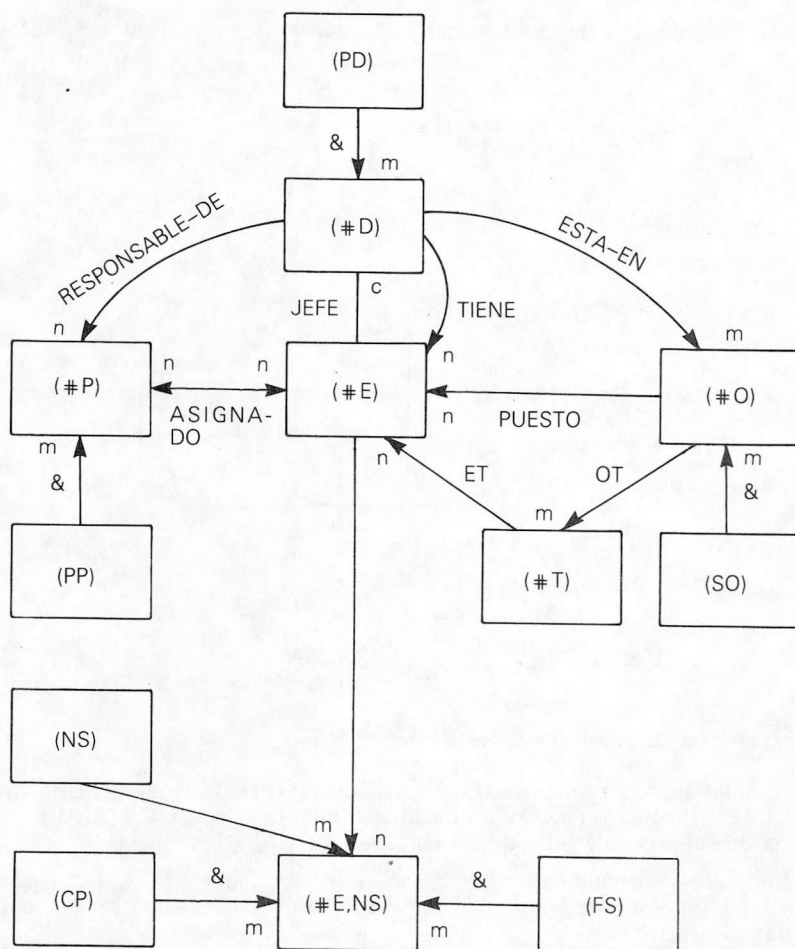 (PD)
&
m
(#D)
RESPONSABLE-DE
ESTA-EN
c
JEFE
TIENE
n
n
m
(#P)
n
n
(#E)
(#O)
ASIGNA-
DO
n
PUESTO
m
&
n
ET
OT
m
&
m
(PP)
(#T)
(SO)
(NS)
m
n
(CP)
&
m
(#E,NS)
&
m
(FS)